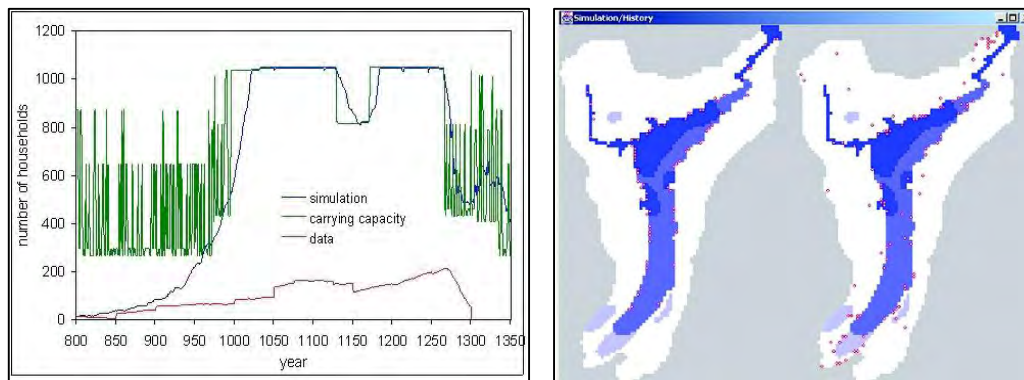 1200
1000
800
600
400
200
0
number of households
simulation
carrying capacity
data
800 850 900 950 1000 1050 1100 1150 1200 1250 1300 1350
year
Simulation/History